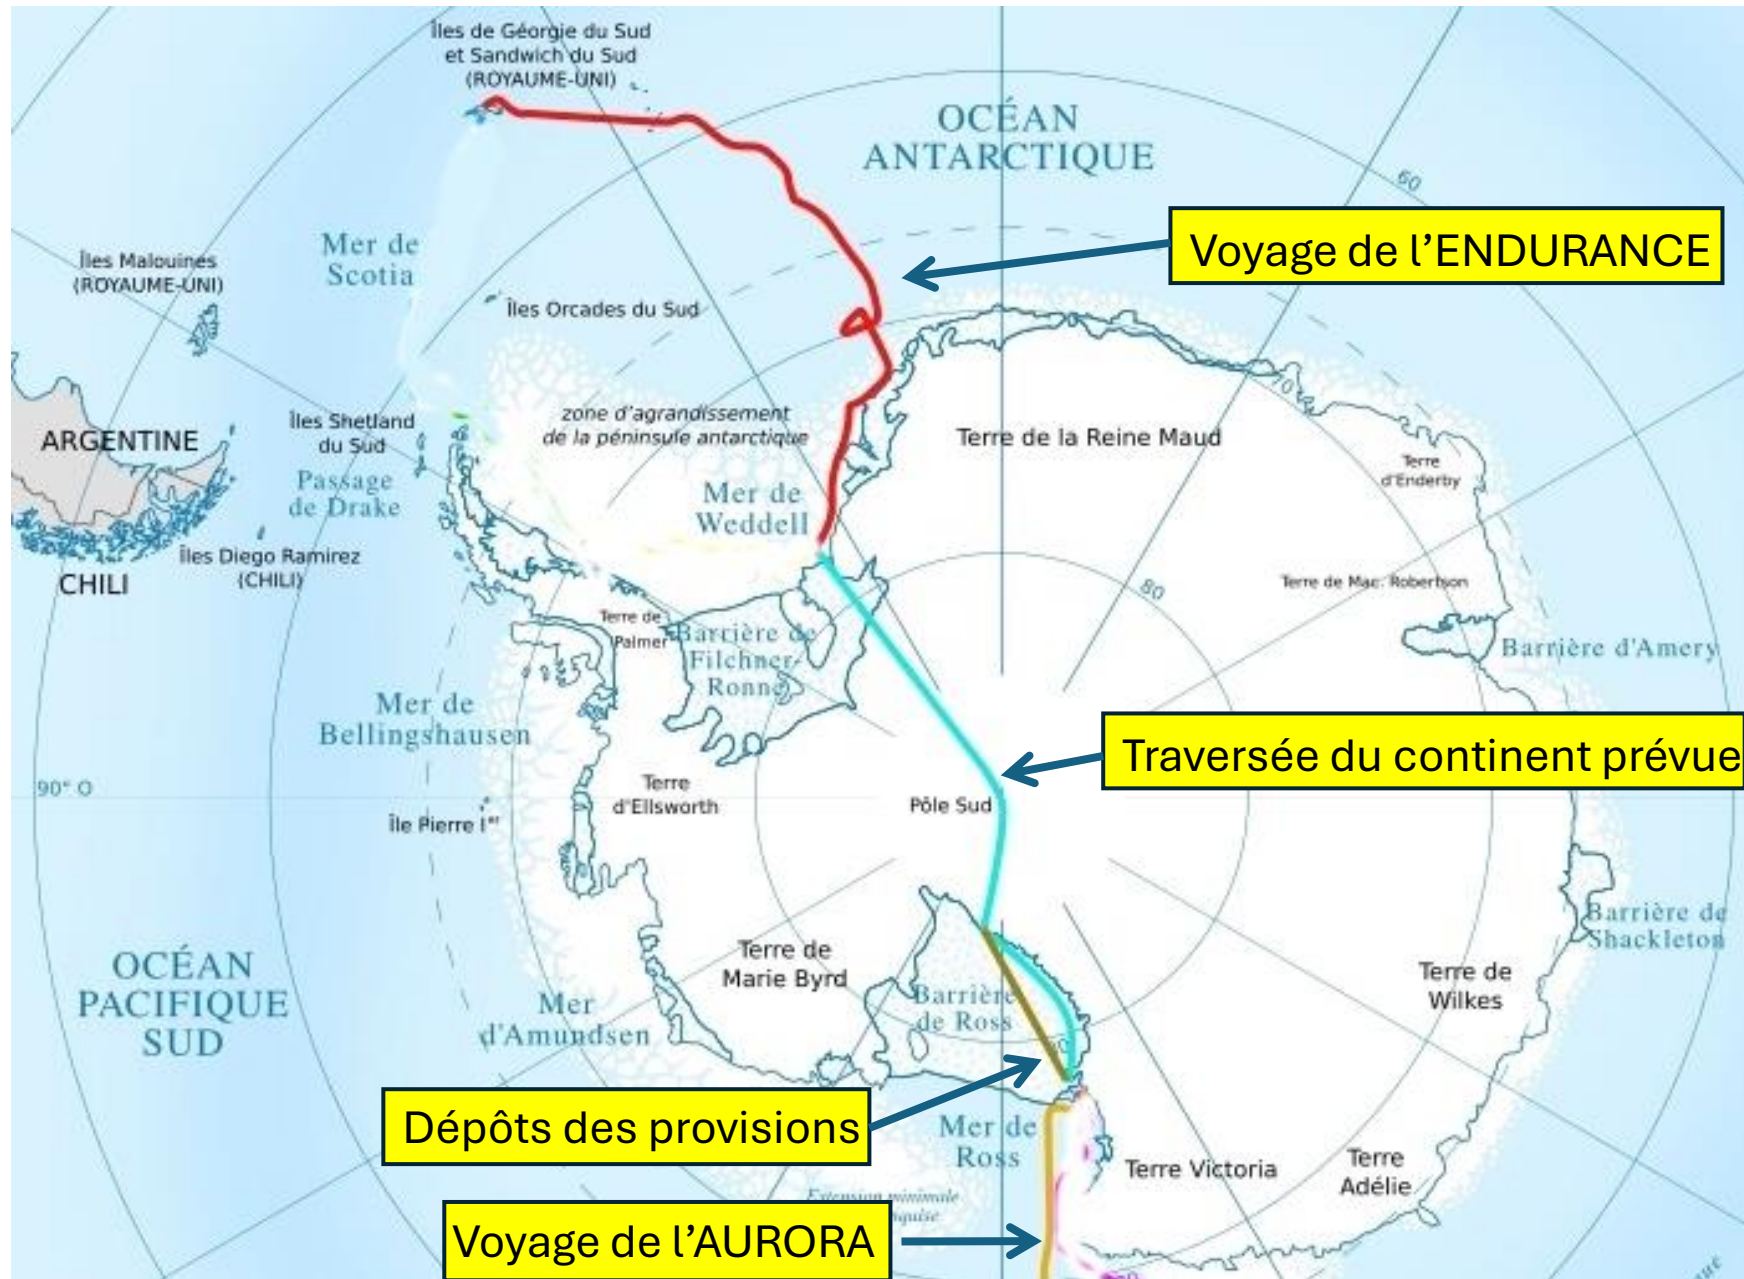 Îles de Géorgie du Sud
et Sandwich du Sud
(ROYAUME-UNI)
OCÉAN
ANTARCTIQUE
60
Voyage de l’ENDURANCE
Mer de
Scotia
Îles Malouines
(ROYAUME-UNI)
Îles Orcades du Sud
70
zone d'agrandissement
de la péninsule antarctique
Îles Shetland
du Sud
ARGENTINE
Terre de la Reine Maud
Terre
d'Enderby
Passage
de Drake
Mer de
Weddell
Îles Diego Ramirez
(CHILI)
CHILI
80
Terre de Mac. Robertson
Terre de
Palmer
Barrière de
Filchner-
Ronne
Barrière d'Amery
Mer de
Bellingshausen
Traversée du continent prévue
90° O
Terre
d'Ellsworth
Pôle Sud
Île Pierre Iᵉʳ
Barrière de
Shackleton
Terre de
Marie Byrd
OCÉAN
PACIFIQUE
SUD
Terre de
Wilkes
Mer
d'Amundsen
Barrière
de Ross
Dépôts des provisions
Mer de
Ross
Terre Victoria
Terre
Adélie
Extension minimale
Voyage de l’AURORA